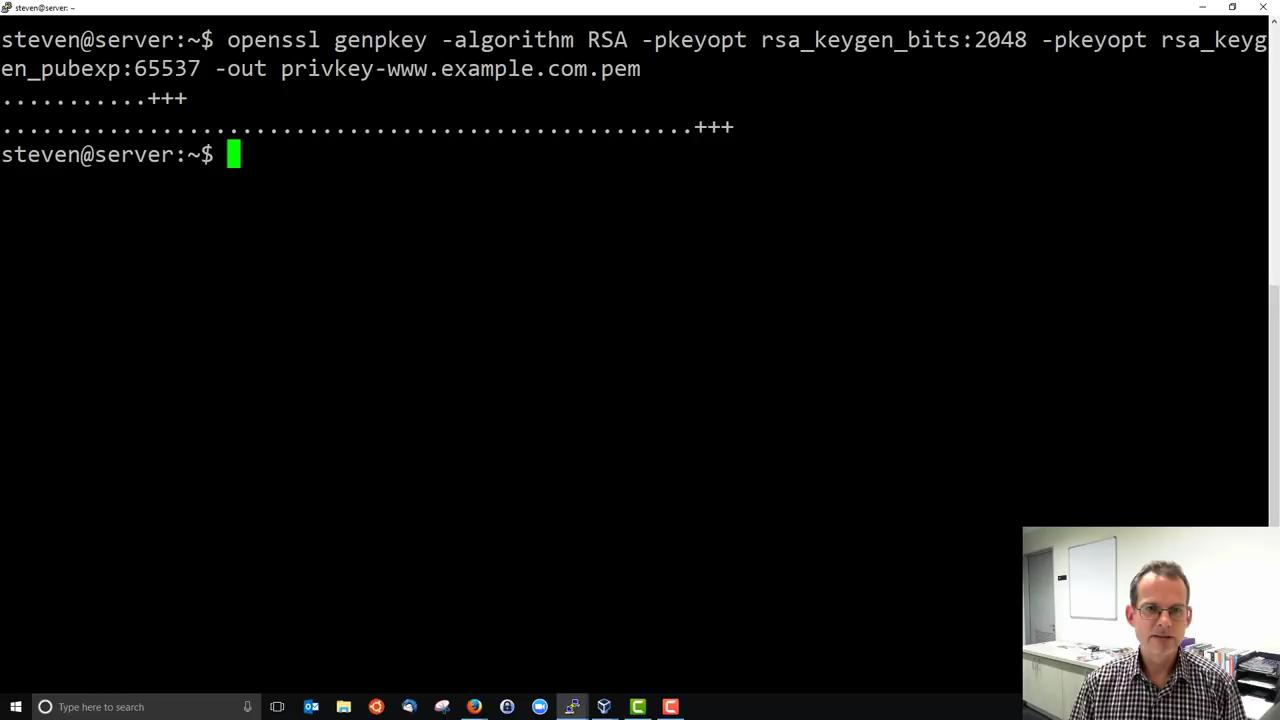 steven@server: ~
steven@server:~$ openssl genpkey -algorithm RSA -pkeyopt rsa_keygen_bits:2048 -pkeyopt rsa_keyg
en_pubexp:65537 -out privkey-www.example.com.pem
...........+++
....................................................+++
steven@server:~$
Type here to search